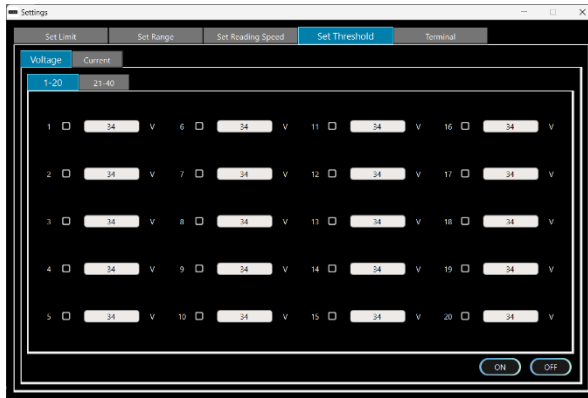 Settings
Set Limit Set Range Set Reading Speed Set Threshold Terminal
Voltage Current
1-20 21-40
1 34 V 6 34 V 11 34 V 16 34 V
2 34 V 7 34 V 12 34 V 17 34 V
3 34 V 8 34 V 13 34 V 18 34 V
4 34 V 9 34 V 14 34 V 19 34 V
5 34 V 10 34 V 15 34 V 20 34 V
ON OFF